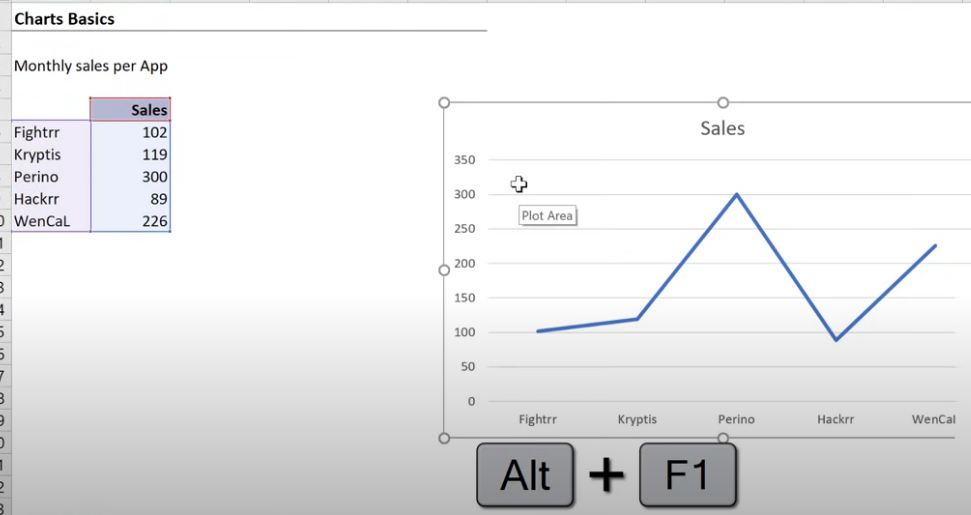 Charts Basics
Monthly sales per App
Sales
Fightrr 102
Kryptis 119
Perino 300
Hackrr 89
WenCaL 226
Sales
350
300
250
200
150
100
50
0
Plot Area
Fightrr Kryptis Perino Hackrr WenCal
Alt + F1